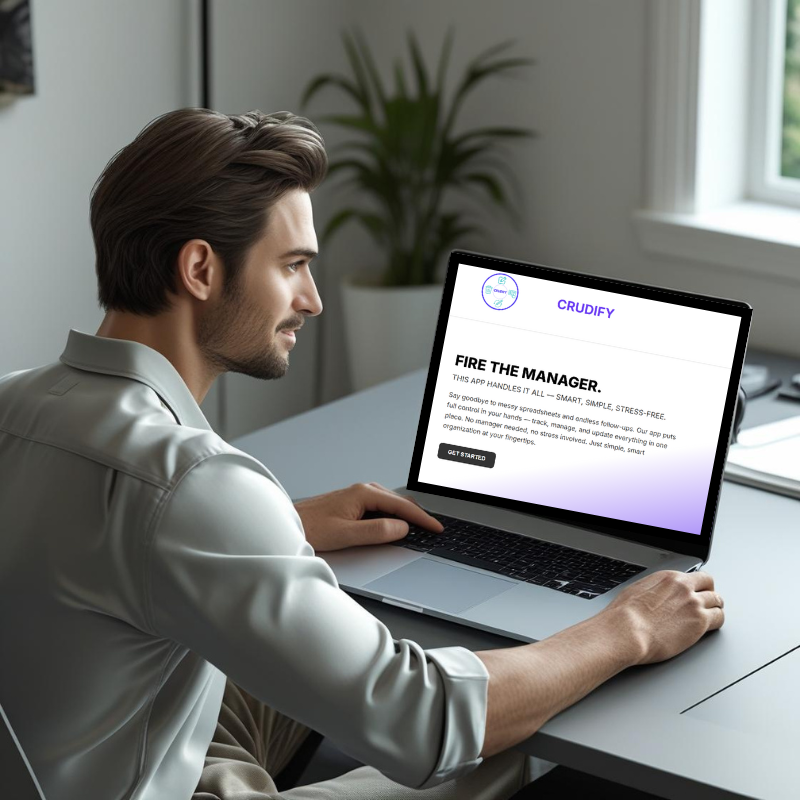 CRUDIFY
CRUDIFY
FIRE THE MANAGER.
THIS APP HANDLES IT ALL — SMART, SIMPLE, STRESS-FREE.
Say goodbye to messy spreadsheets and endless follow-ups. Our app puts
full control in your hands — track, manage, and update everything in one
place. No manager needed, no stress involved. Just simple, smart
organization at your fingertips.
GET STARTED